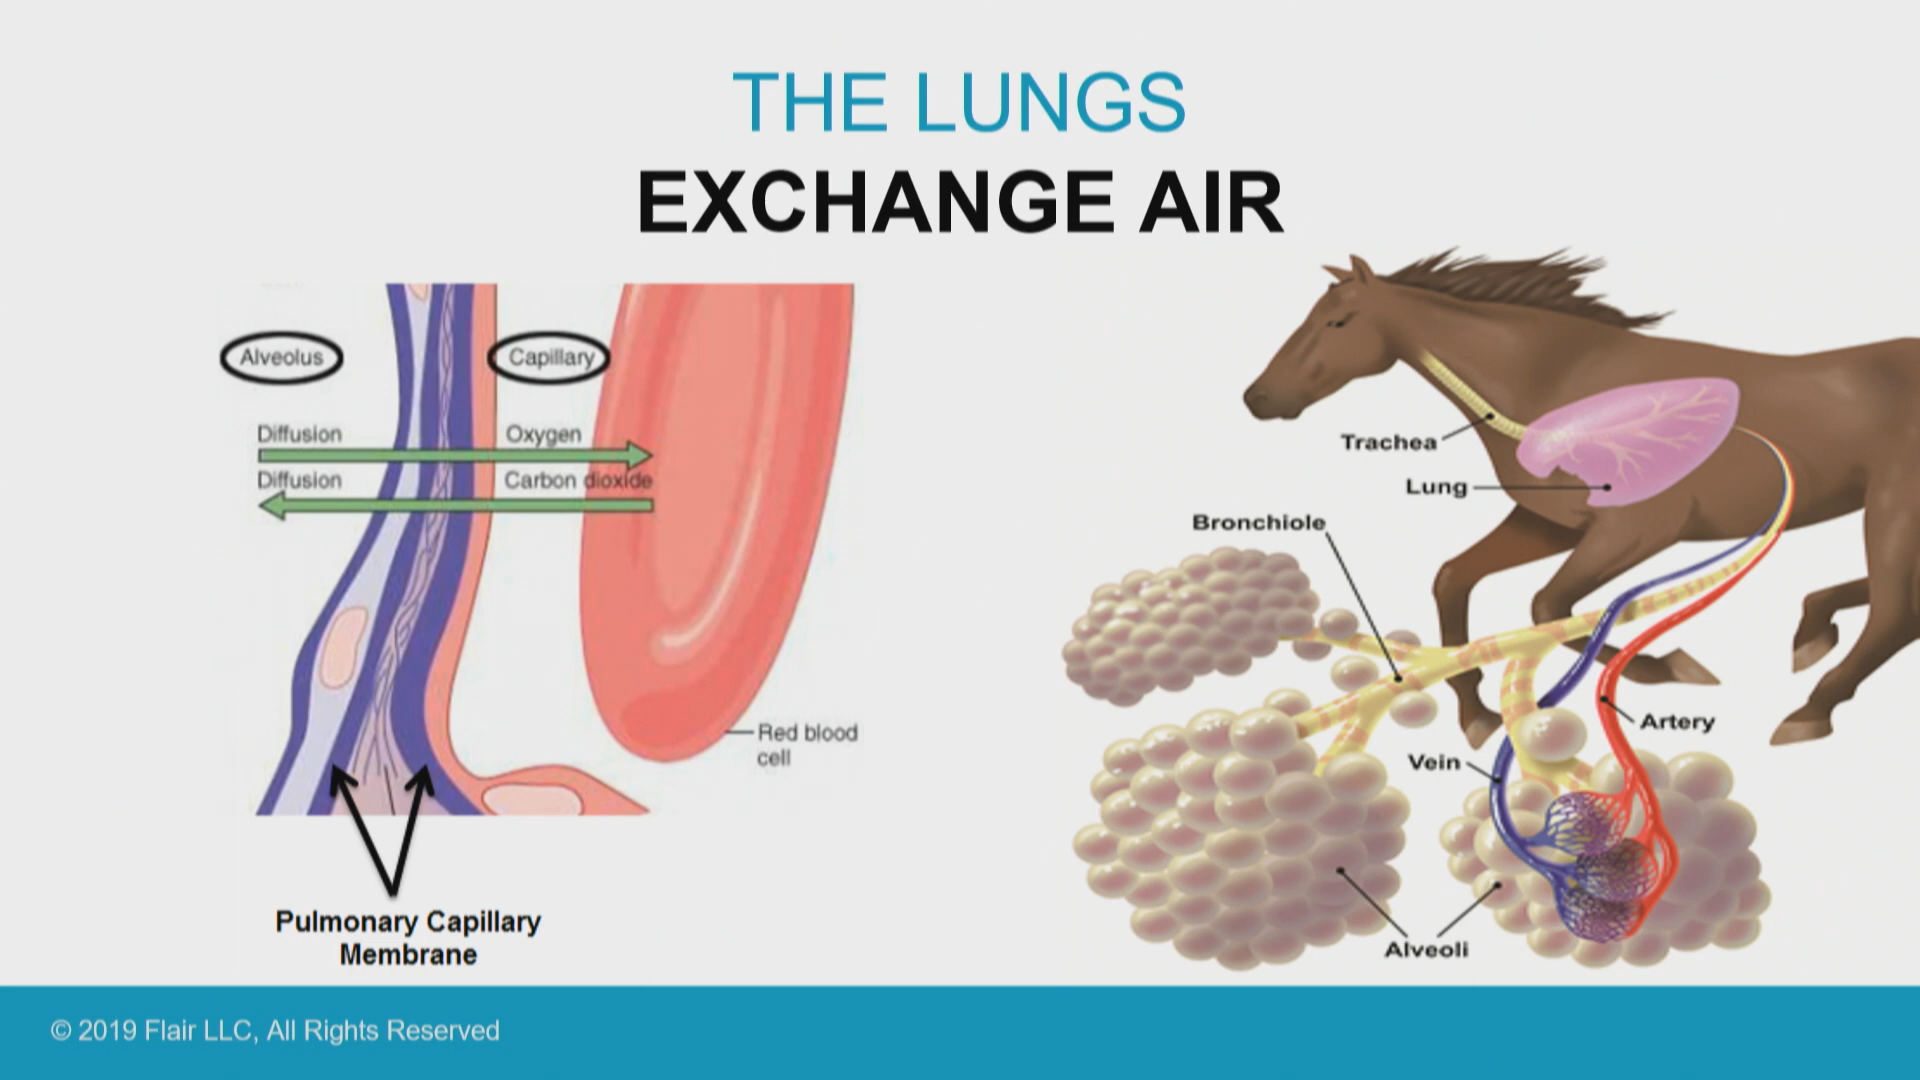 THE LUNGS
EXCHANGE AIR
Alveolus
Capillary
Diffusion
Oxygen
Diffusion
Carbon dioxide
Red blood
cell
Pulmonary Capillary
Membrane
Trachea
Lung
Bronchiole
Artery
Vein
Alveoli
© 2019 Flair LLC, All Rights Reserved